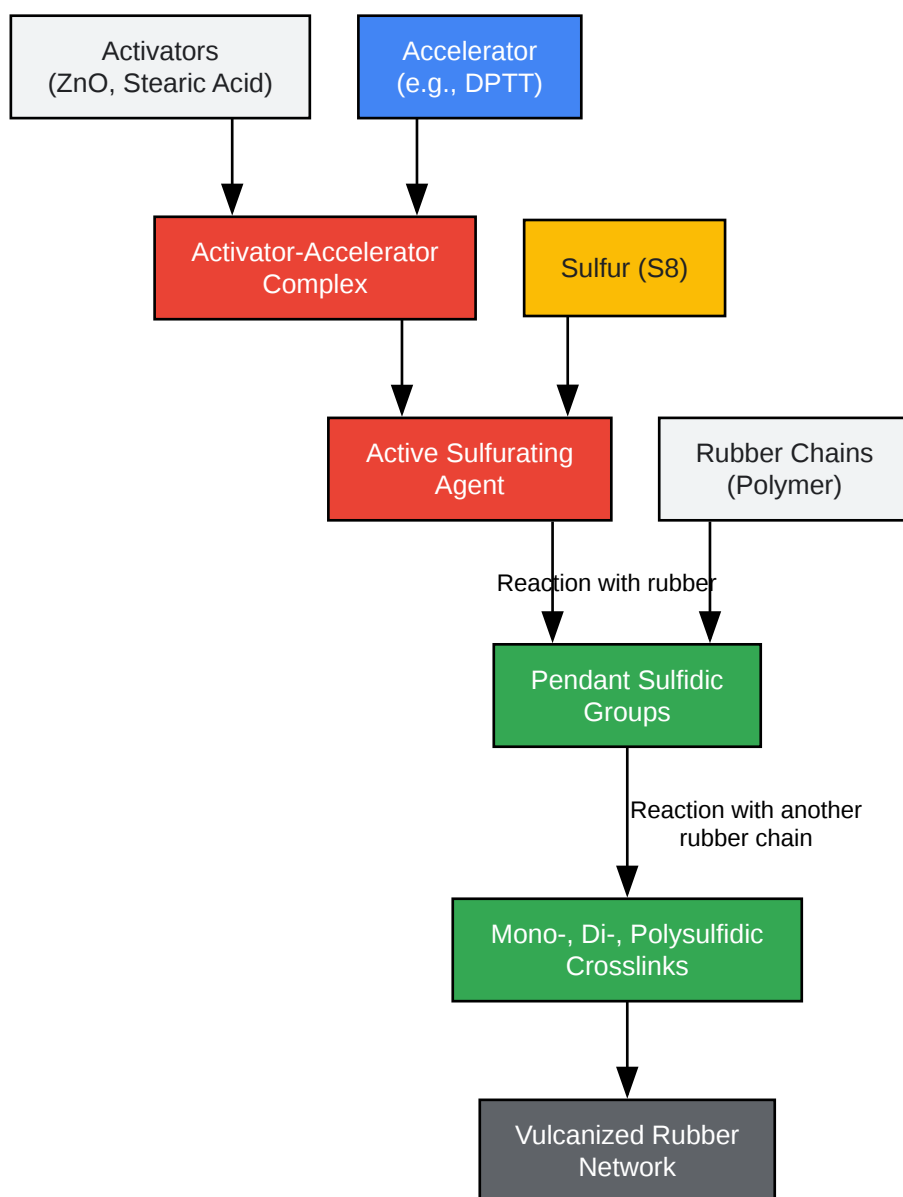 Activators
(ZnO, Stearic Acid)
Accelerator
(e.g., DPTT)
Activator-Accelerator
Complex
Sulfur (S8)
Active Sulfurating
Agent
Rubber Chains
(Polymer)
Reaction with rubber
Pendant Sulfidic
Groups
Reaction with another
rubber chain
Mono-, Di-, Polysulfidic
Crosslinks
Vulcanized Rubber
Network